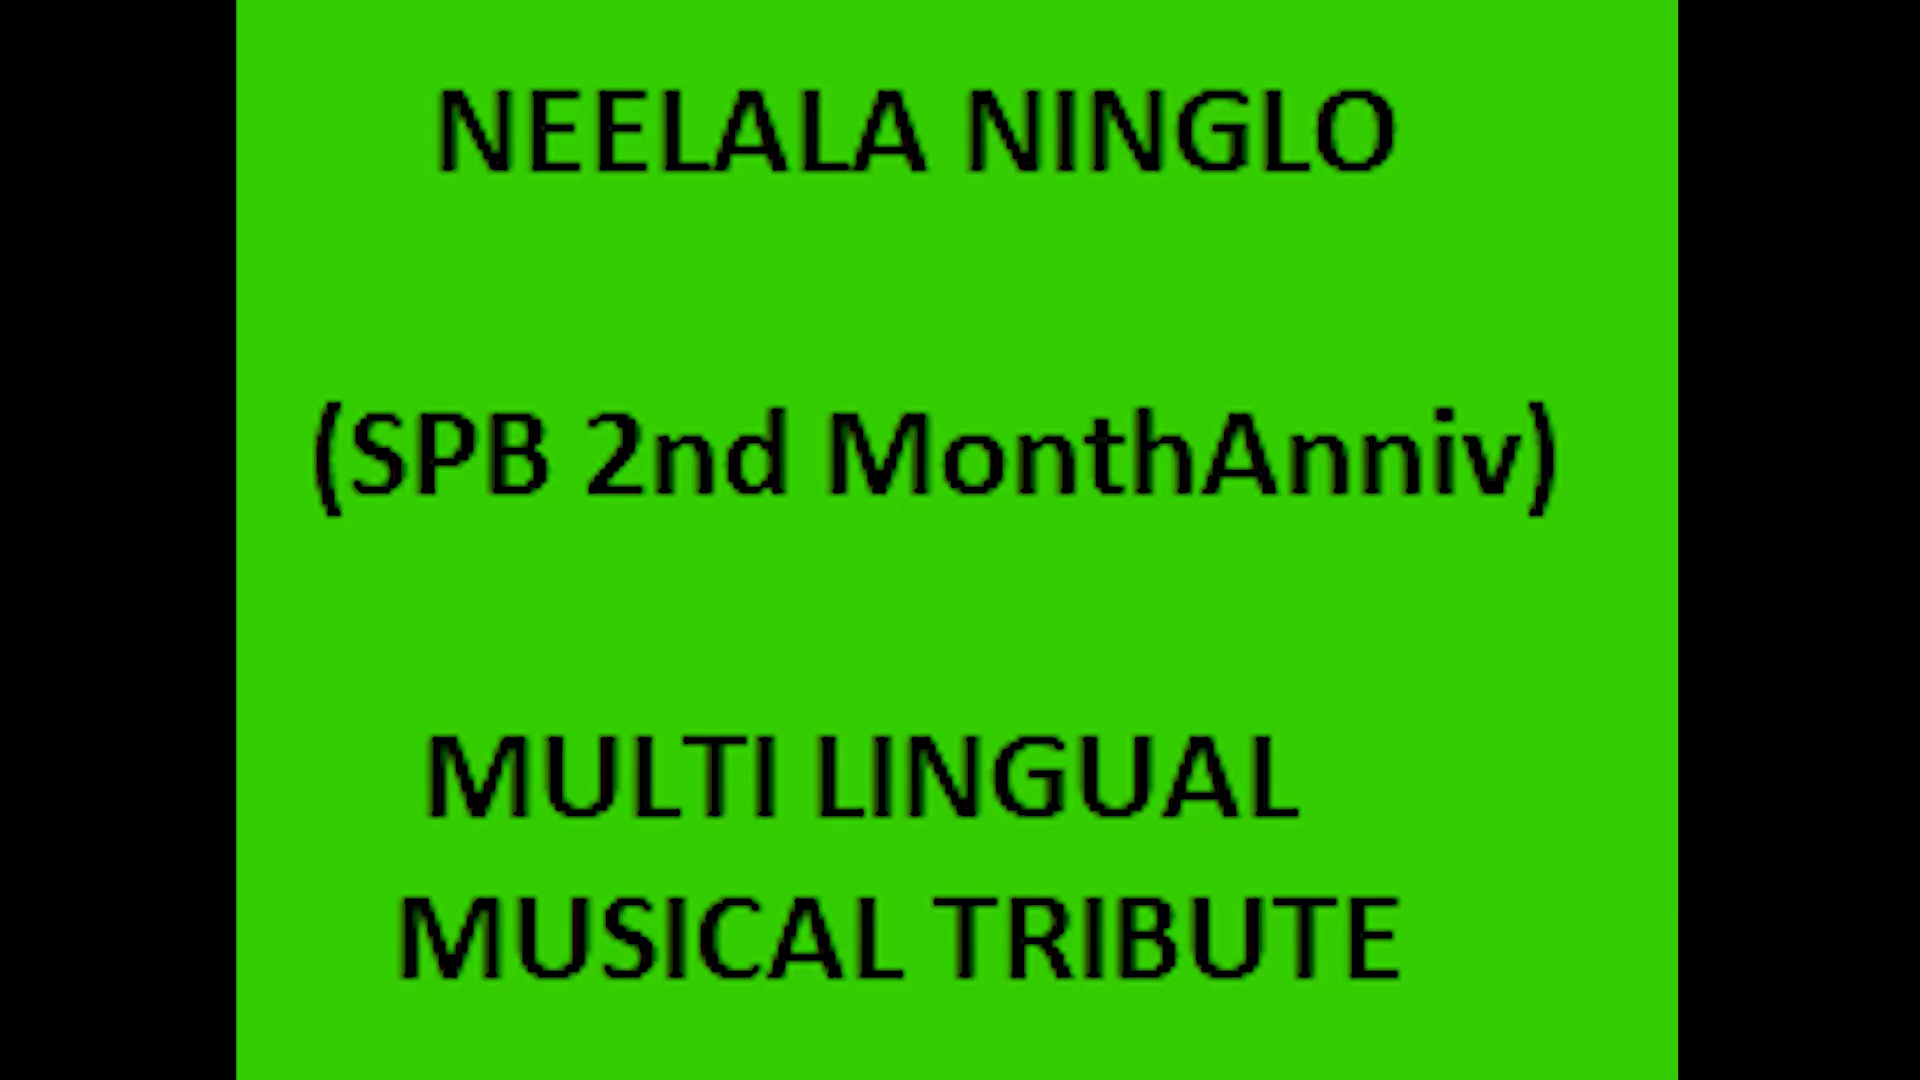 NEELALA NINGLO
(SPB 2nd MonthAnniv)
MULTI LINGUAL
MUSICAL TRIBUTE